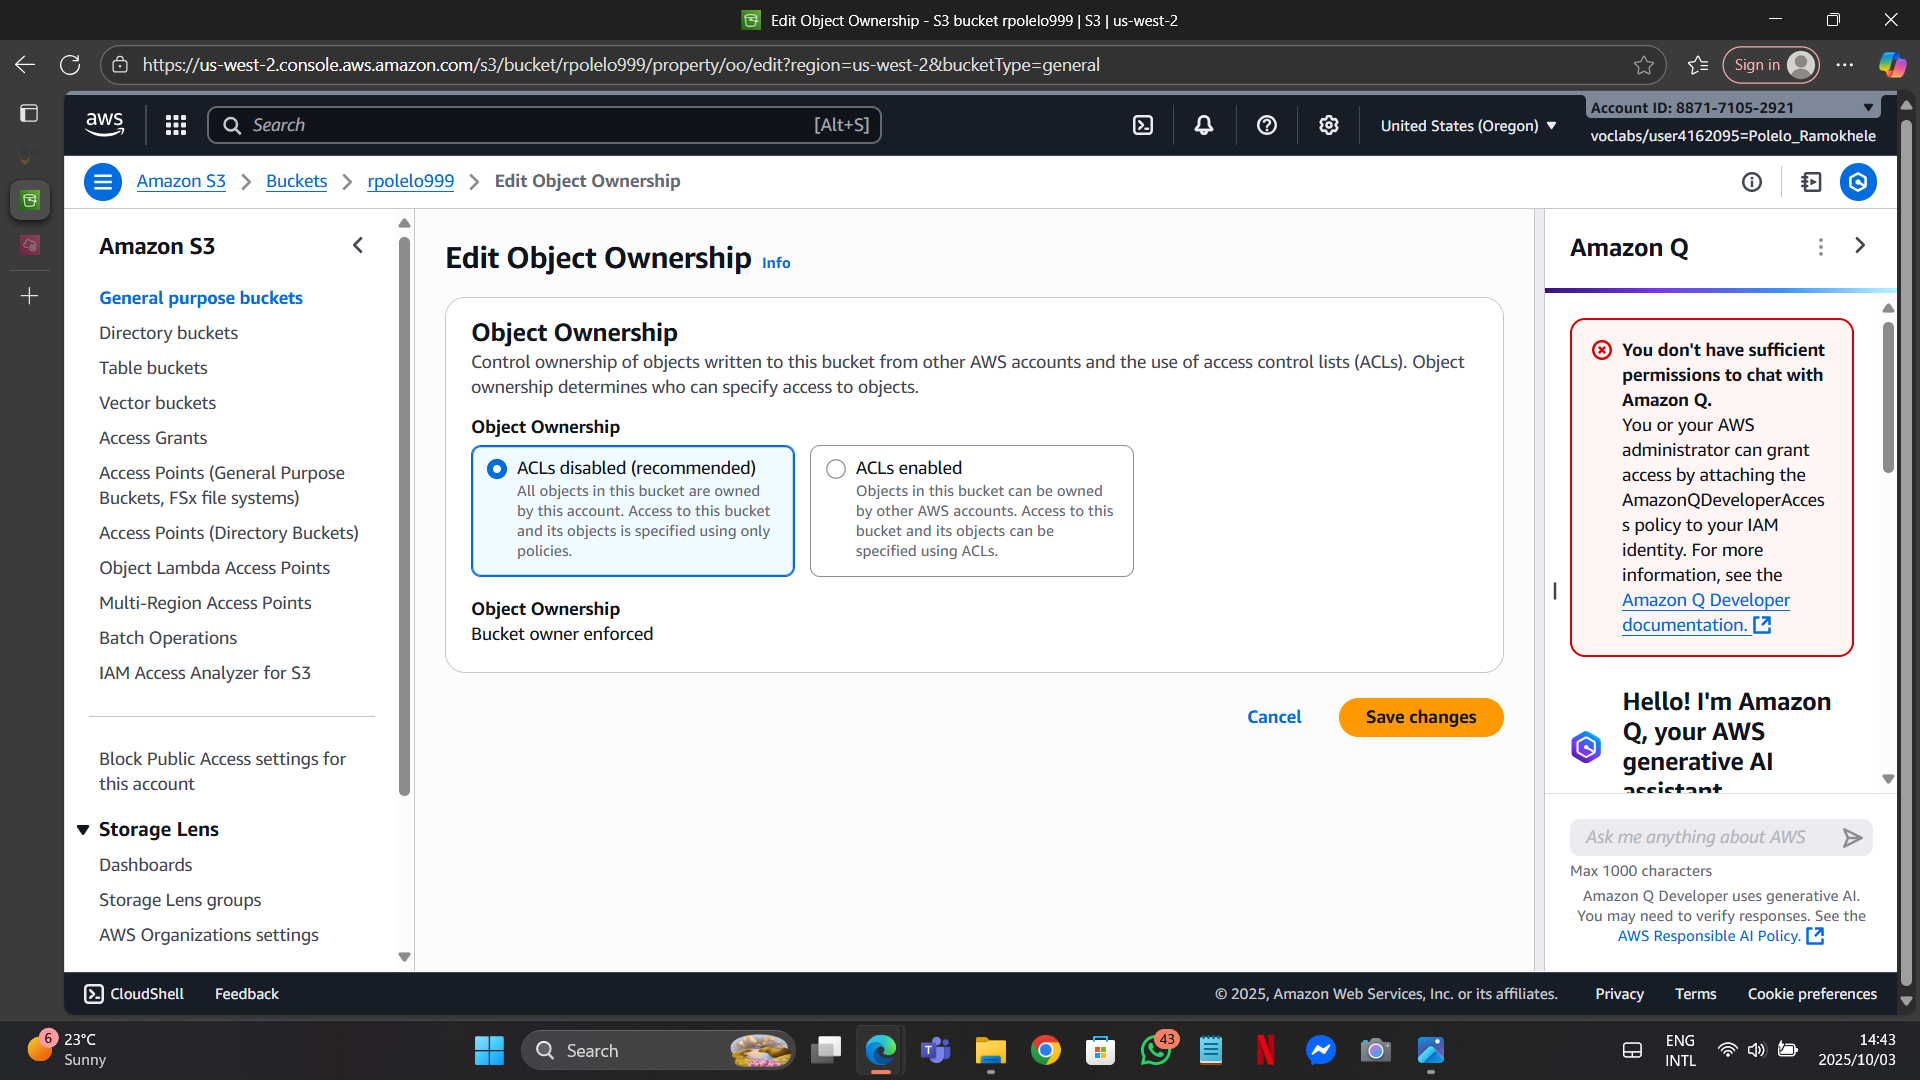 Edit Object Ownership - S3 bucket rpolelo999 | S3 | us-west-2
https://us-west-2.console.aws.amazon.com/s3/bucket/rpolelo999/property/oo/edit?region=us-west-2&bucketType=general
Sign in
aws
Search
[Alt+S]
United States (Oregon)
Account ID: 8871-7105-2921
voclabs/user4162095=Polelo_Ramokhele
Amazon S3
Buckets
rpolelo999
Edit Object Ownership
Amazon S3
General purpose buckets
Directory buckets
Table buckets
Vector buckets
Access Grants
Access Points (General Purpose
Buckets, FSx file systems)
Access Points (Directory Buckets)
Object Lambda Access Points
Multi-Region Access Points
Batch Operations
IAM Access Analyzer for S3
Block Public Access settings for
this account
Storage Lens
Dashboards
Storage Lens groups
AWS Organizations settings
Edit Object Ownership Info
Object Ownership
Control ownership of objects written to this bucket from other AWS accounts and the use of access control lists (ACLs). Object
ownership determines who can specify access to objects.
Object Ownership
ACLs disabled (recommended)
All objects in this bucket are owned
by this account. Access to this bucket
and its objects is specified using only
policies.
ACLs enabled
Objects in this bucket can be owned
by other AWS accounts. Access to this
bucket and its objects can be
specified using ACLs.
Object Ownership
Bucket owner enforced
Cancel
Save changes
Amazon Q
You don't have sufficient
permissions to chat with
Amazon Q.
You or your AWS
administrator can grant
access by attaching the
AmazonQDeveloperAcces
s policy to your IAM
identity. For more
information, see the
Amazon Q Developer
documentation.
Hello! I'm Amazon
Q, your AWS
generative AI
assistant
Ask me anything about AWS
Max 1000 characters
Amazon Q Developer uses generative AI.
You may need to verify responses. See the
AWS Responsible AI Policy.
CloudShell
Feedback
© 2025, Amazon Web Services, Inc. or its affiliates.
Privacy
Terms
Cookie preferences
6
23°C
Sunny
Search
43
ENG
INTL
14:43
2025/10/03